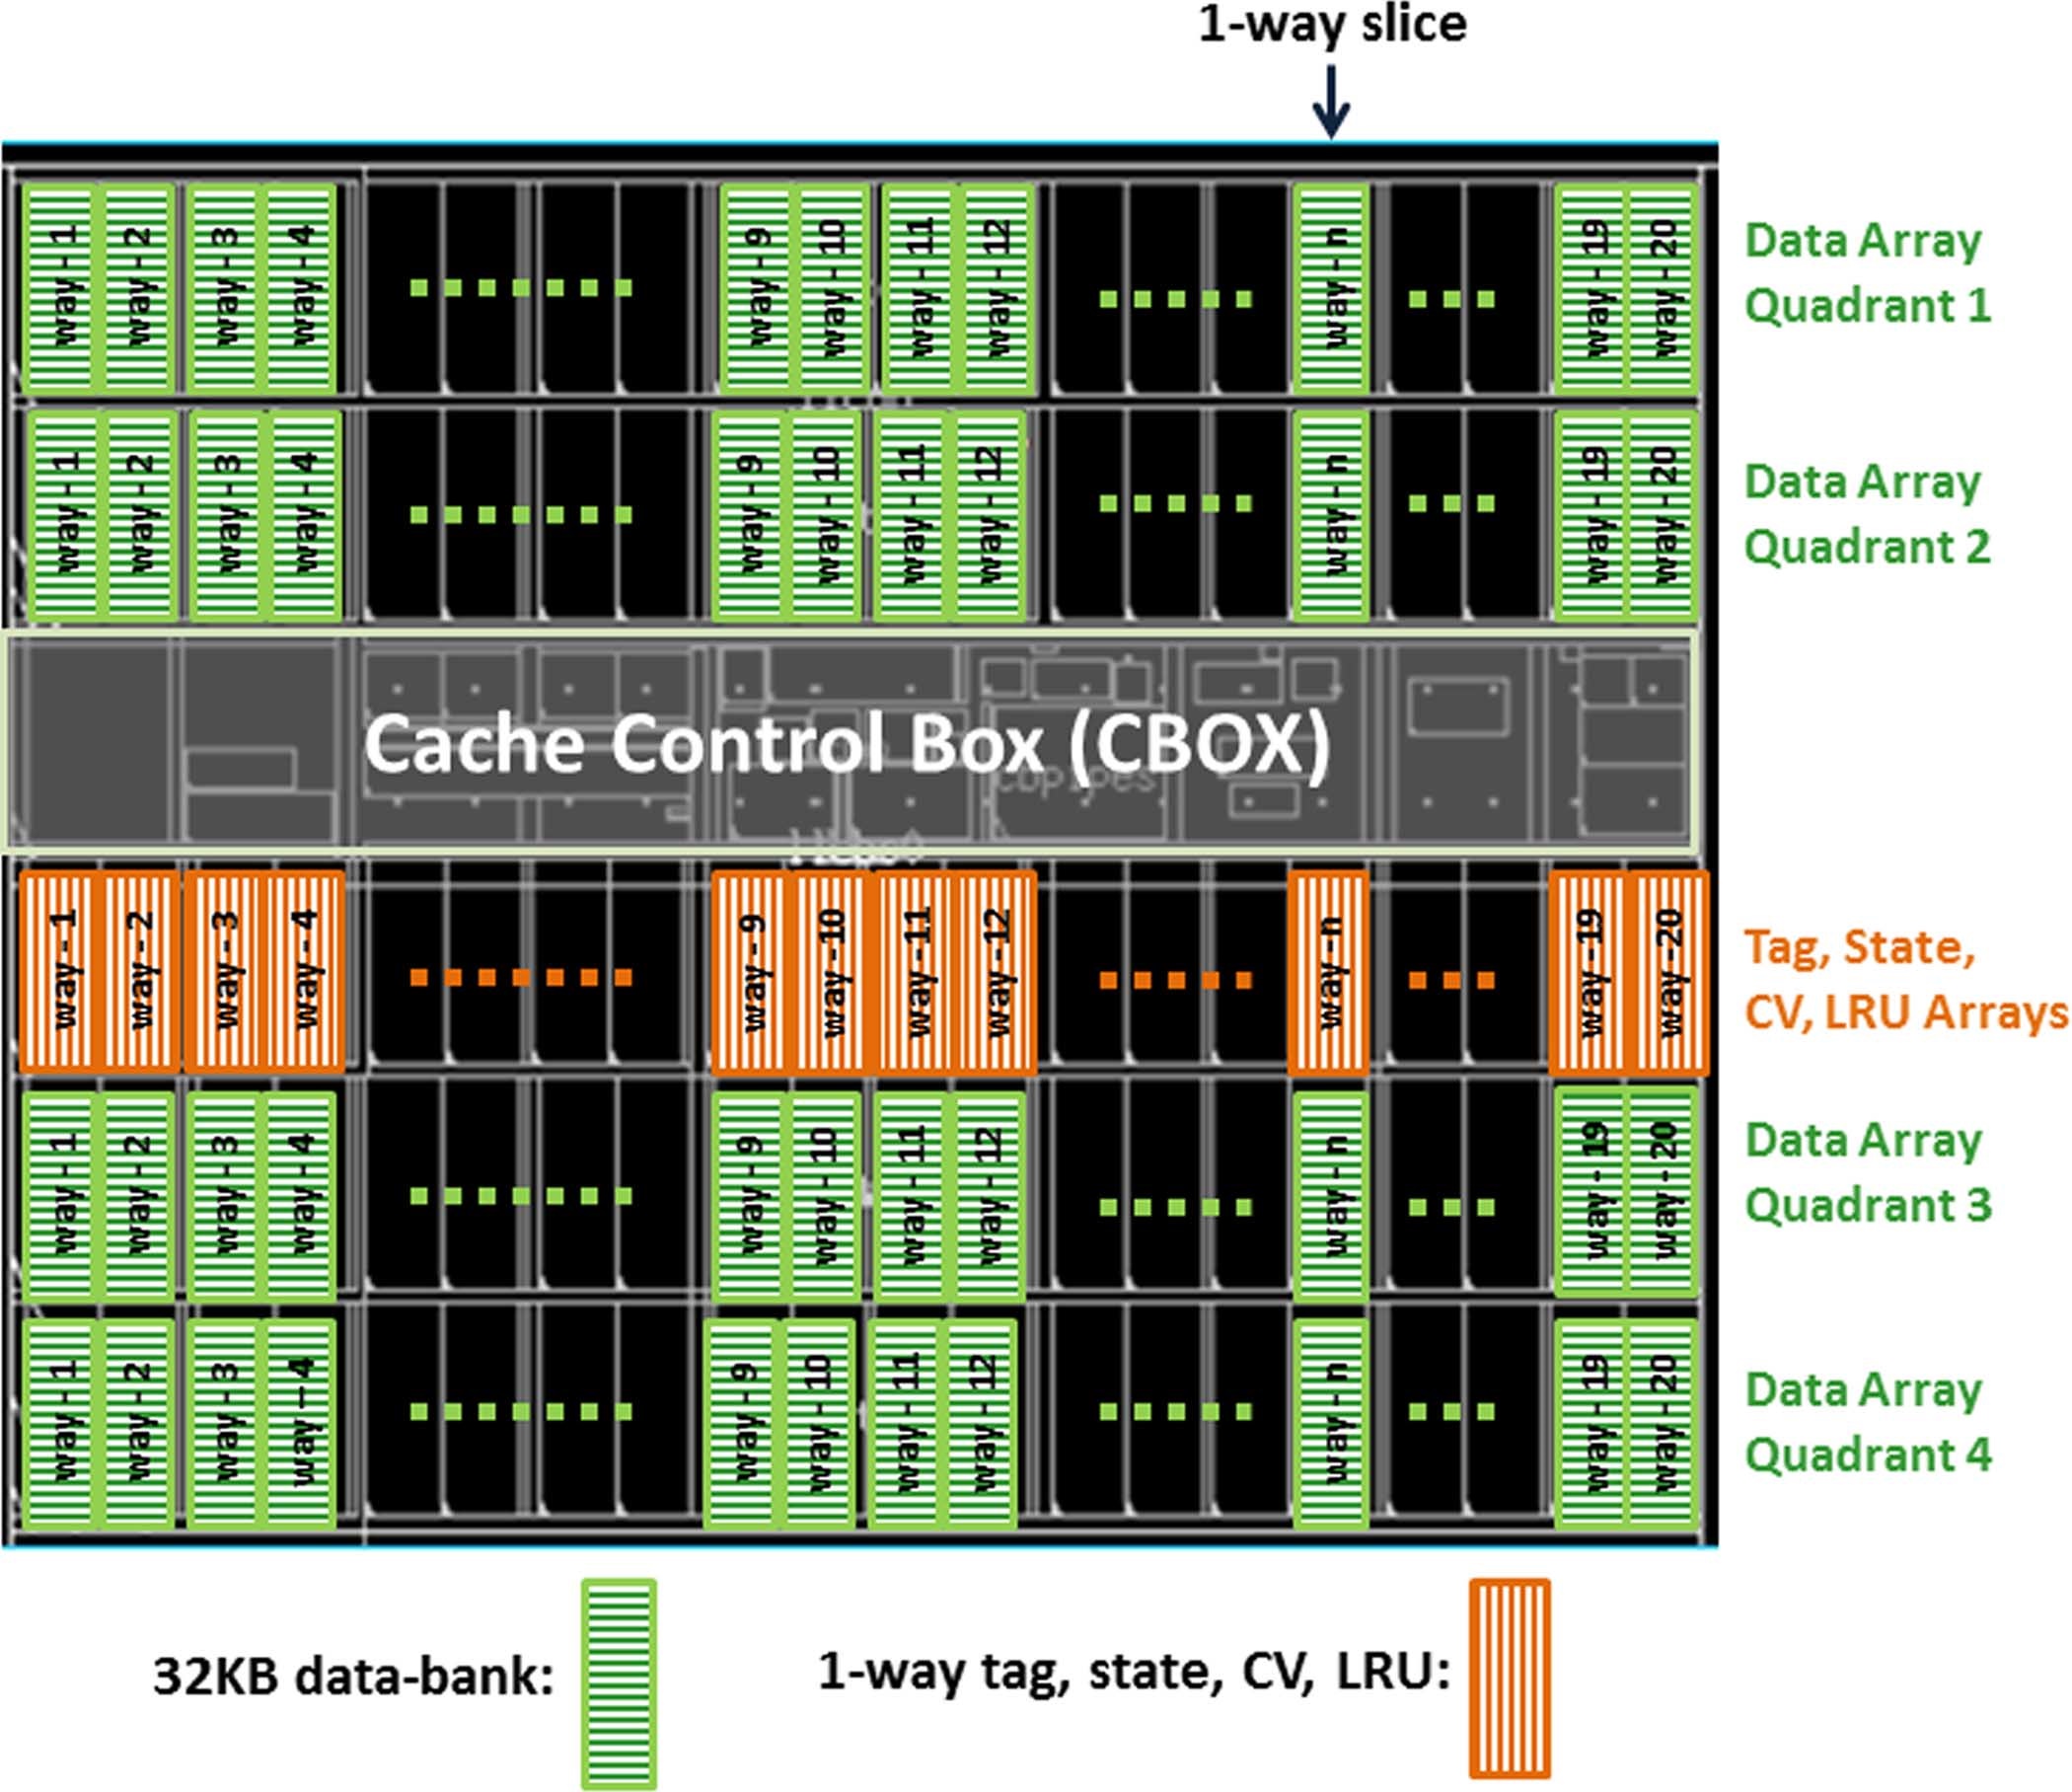 1-way slice
way - 1
way - 2
way - 3
way - 4
way - 9
way - 10
way - 11
way - 12
way - n
way - 19
way - 20
Data Array
Quadrant 1
way - 1
way - 2
way - 3
way - 4
way - 9
way - 10
way - 11
way - 12
way - n
way - 19
way - 20
Data Array
Quadrant 2
Cache Control Box (CBOX)
way - 1
way - 2
way - 3
way - 4
way - 9
way - 10
way - 11
way - 12
way - n
way - 19
way - 20
Tag, State,
CV, LRU Arrays
way - 1
way - 2
way - 3
way - 4
way - 9
way - 10
way - 11
way - 12
way - n
way - 19
way - 20
Data Array
Quadrant 3
way - 1
way - 2
way - 3
way – 4
way - 9
way - 10
way - 11
way - 12
way - n
way - 19
way - 20
Data Array
Quadrant 4
32KB data-bank:
1-way tag, state, CV, LRU: